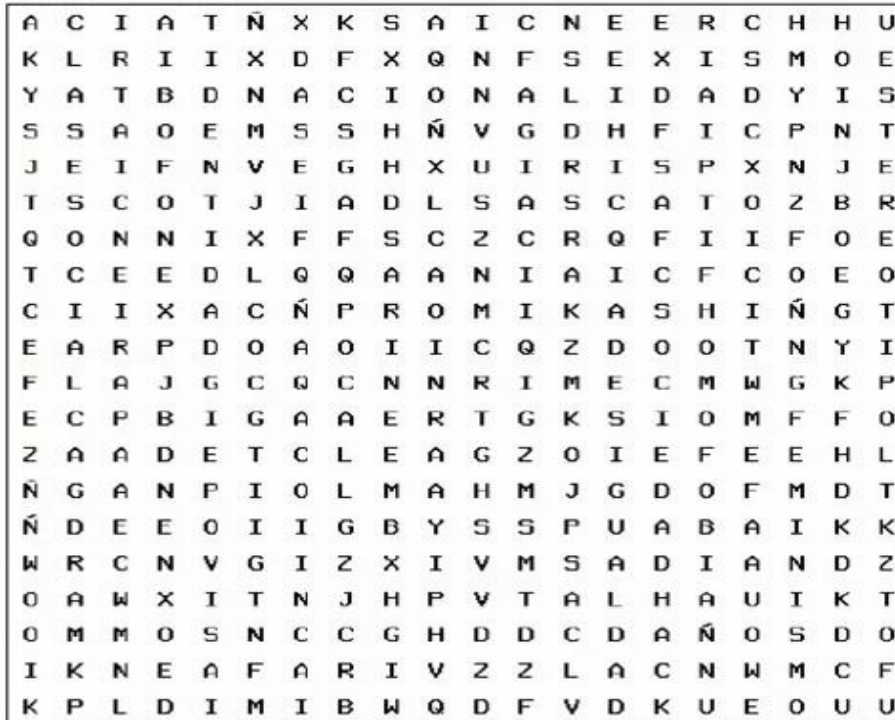 A C I A T Ñ X K S A I C N E E R C H H U
K L R I I X D F X Q N F S E X I S M O E
Y A T B D N A C I O N A L I D A D Y I S
S S A O E M S S H Ñ V G D H F I C P N T
J E I F N V E G H X U I R I S P X N J E
T S C O T J I A D L S A S C A T O Z B R
Q O N N I X F F S C Z C R Q F I I F O E
T C E E D L Q Q A A N I A I C F C O E O
C I I X A C Ñ P R O M I K A S H I Ñ G T
E A R P D O A O I I C Q Z D O O T N Y I
F L A J G C Q C N N R I M E C M W G K P
E C P B I G A A E R T G K S I O M F F O
Z A A D E T C L E A G Z O I E F E E H L
Ñ G A N P I O L M A H M J G D O F M D T
Ñ D E E O I I G B Y S S P U A B A I K K
W R C N V G I Z X I V M S A D I A N D Z
O A W X I T N J H P V T A L H A U I K T
O M M O S N C C G H D D C D A Ñ O S D O
I K N E A F A R I V Z Z L A C N W M C F
K P L D I M I B W Q D F V D K U E O U U